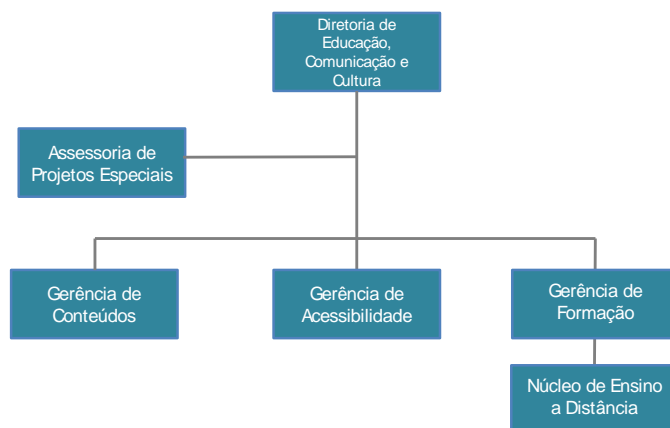 Diretoria de
Educação,
Comunicação e
Cultura
Assessoria de
Projetos Especiais
Gerência de
Conteúdos
Gerência de
Acessibilidade
Gerência de
Formação
Núcleo de Ensino
a Distância